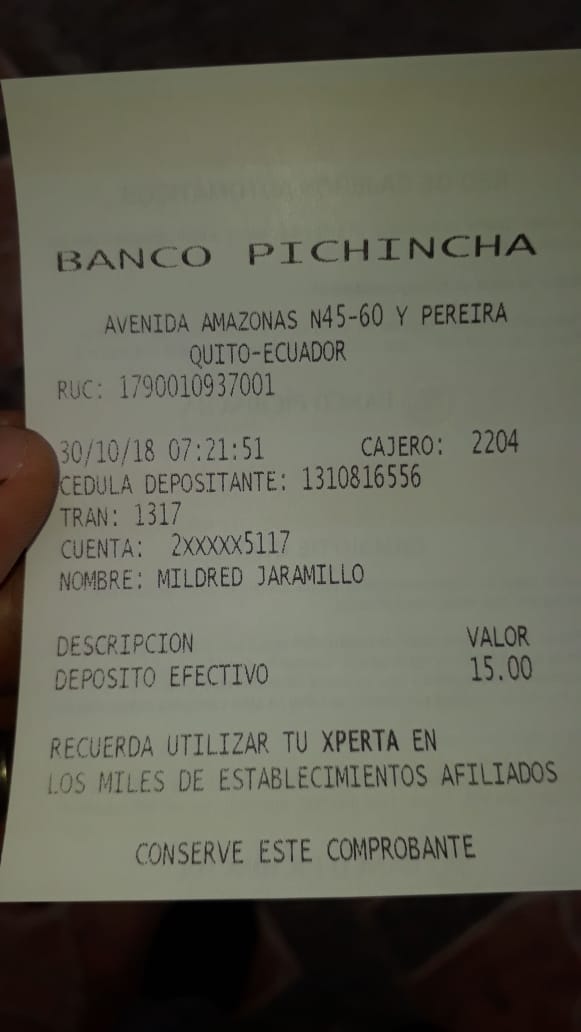 BANCO PICHINCHA
AVENIDA AMAZONAS N45-60 Y PEREIRA
QUITO-ECUADOR
RUC: 1790010937001
30/10/18 07:21:51 CAJERO: 2204
CEDULA DEPOSITANTE: 1310816556
TRAN: 1317
CUENTA: 2XXXXX5117
NOMBRE: MILDRED JARAMILLO
DESCRIPCION VALOR
DEPOSITO EFECTIVO 15.00
RECUERDA UTILIZAR TU XPERTA EN
LOS MILES DE ESTABLECIMIENTOS AFILIADOS
CONSERVE ESTE COMPROBANTE